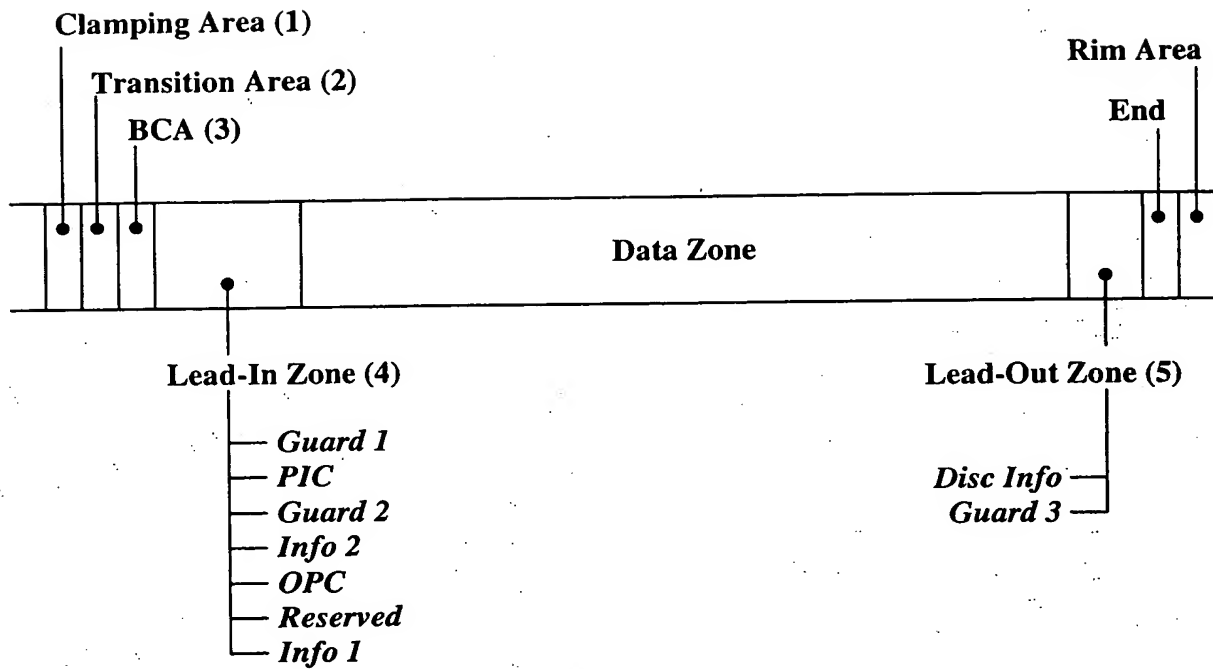 Clamping Area (1)
Transition Area (2)
BCA (3)
Rim Area
End
Data Zone
Lead-In Zone (4)
Guard 1
PIC
Guard 2
Info 2
OPC
Reserved
Info 1
Lead-Out Zone (5)
Disc Info
Guard 3